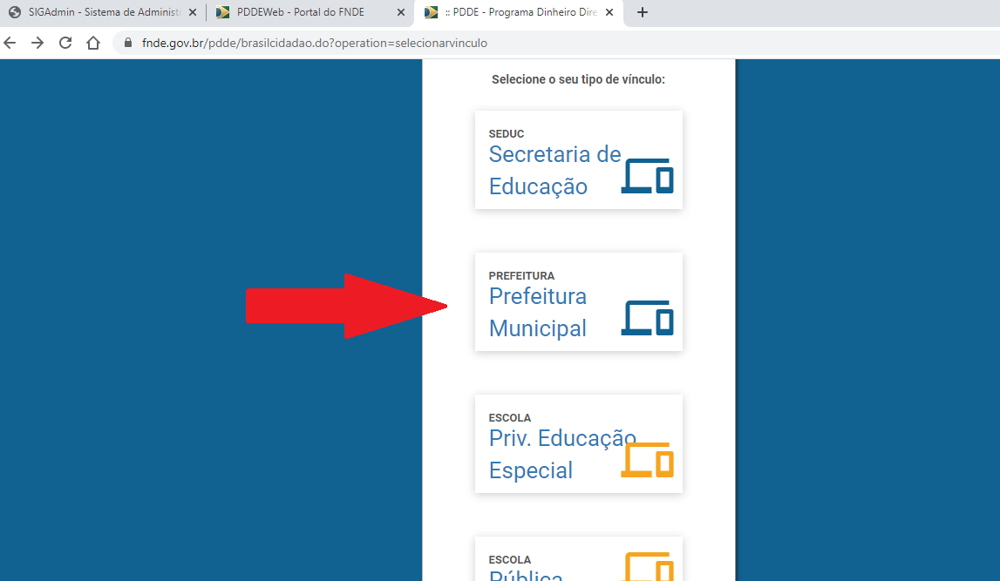 SIGAdmin - Sistema de Administr
PDDEWeb - Portal do FNDE
:: PDDE - Programa Dinheiro Dire
fnde.gov.br/pdde/brasilcidadao.do?operation=selecionarvinculo
Selecione o seu tipo de vínculo:
SEDUC
Secretaria de
Educação
PREFEITURA
Prefeitura
Municipal
ESCOLA
Priv. Educação
Especial
ESCOLA
Pública